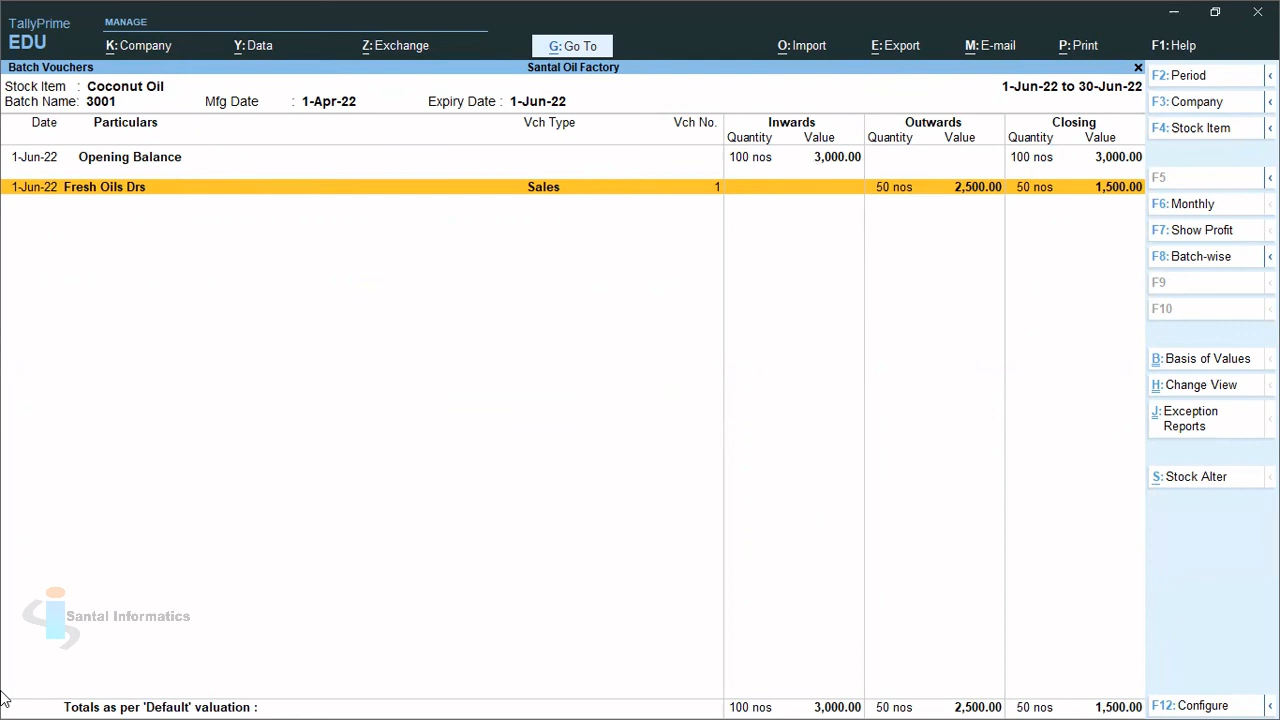 TallyPrime
EDU
MANAGE
K: Company Y: Data Z: Exchange G: Go To O: Import E: Export M: E-mail P: Print F1: Help
Batch Vouchers Santal Oil Factory
Stock Item : Coconut Oil 1-Jun-22 to 30-Jun-22
Batch Name: 3001 Mfg Date : 1-Apr-22 Expiry Date : 1-Jun-22
Date Particulars Vch Type Vch No. Inwards Outwards Closing
Quantity Value Quantity Value Quantity Value
1-Jun-22 Opening Balance 100 nos 3,000.00 100 nos 3,000.00
1-Jun-22 Fresh Oils Drs Sales 1 50 nos 2,500.00 50 nos 1,500.00
Totals as per 'Default' valuation : 100 nos 3,000.00 50 nos 2,500.00 50 nos 1,500.00
F2: Period
F3: Company
F4: Stock Item
F5
F6: Monthly
F7: Show Profit
F8: Batch-wise
F9
F10
B: Basis of Values
H: Change View
J: Exception
Reports
S: Stock Alter
F12: Configure
Santal Informatics